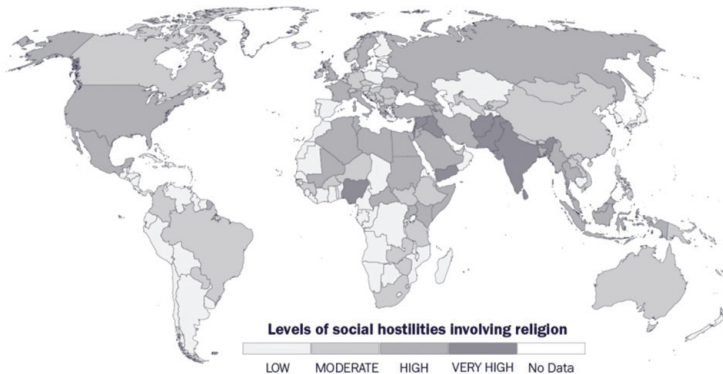 Levels of social hostilities involving religion
LOW MODERATE HIGH VERY HIGH No Data